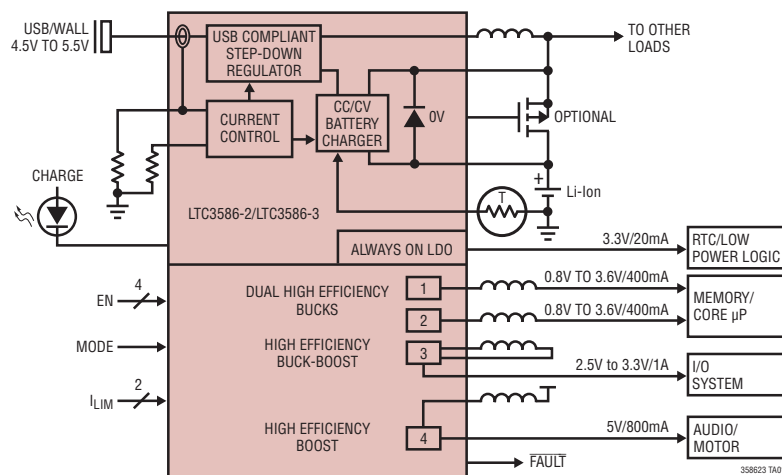 USB/WALL
4.5V TO 5.5V
USB COMPLIANT
STEP-DOWN
REGULATOR
TO OTHER
LOADS
CURRENT
CONTROL
CC/CV
BATTERY
CHARGER
0V
OPTIONAL
CHARGE
LTC3586-2/LTC3586-3
T
+
Li-Ion
ALWAYS ON LDO
3.3V/20mA
RTC/LOW
POWER LOGIC
4
EN
DUAL HIGH EFFICIENCY
BUCKS
1
0.8V TO 3.6V/400mA
2
0.8V TO 3.6V/400mA
MEMORY/
CORE µP
MODE
HIGH EFFICIENCY
BUCK-BOOST
3
2.5V to 3.3V/1A
I/O
SYSTEM
2
ILIM
HIGH EFFICIENCY
BOOST
4
5V/800mA
AUDIO/
MOTOR
FAULT
358623 TA01